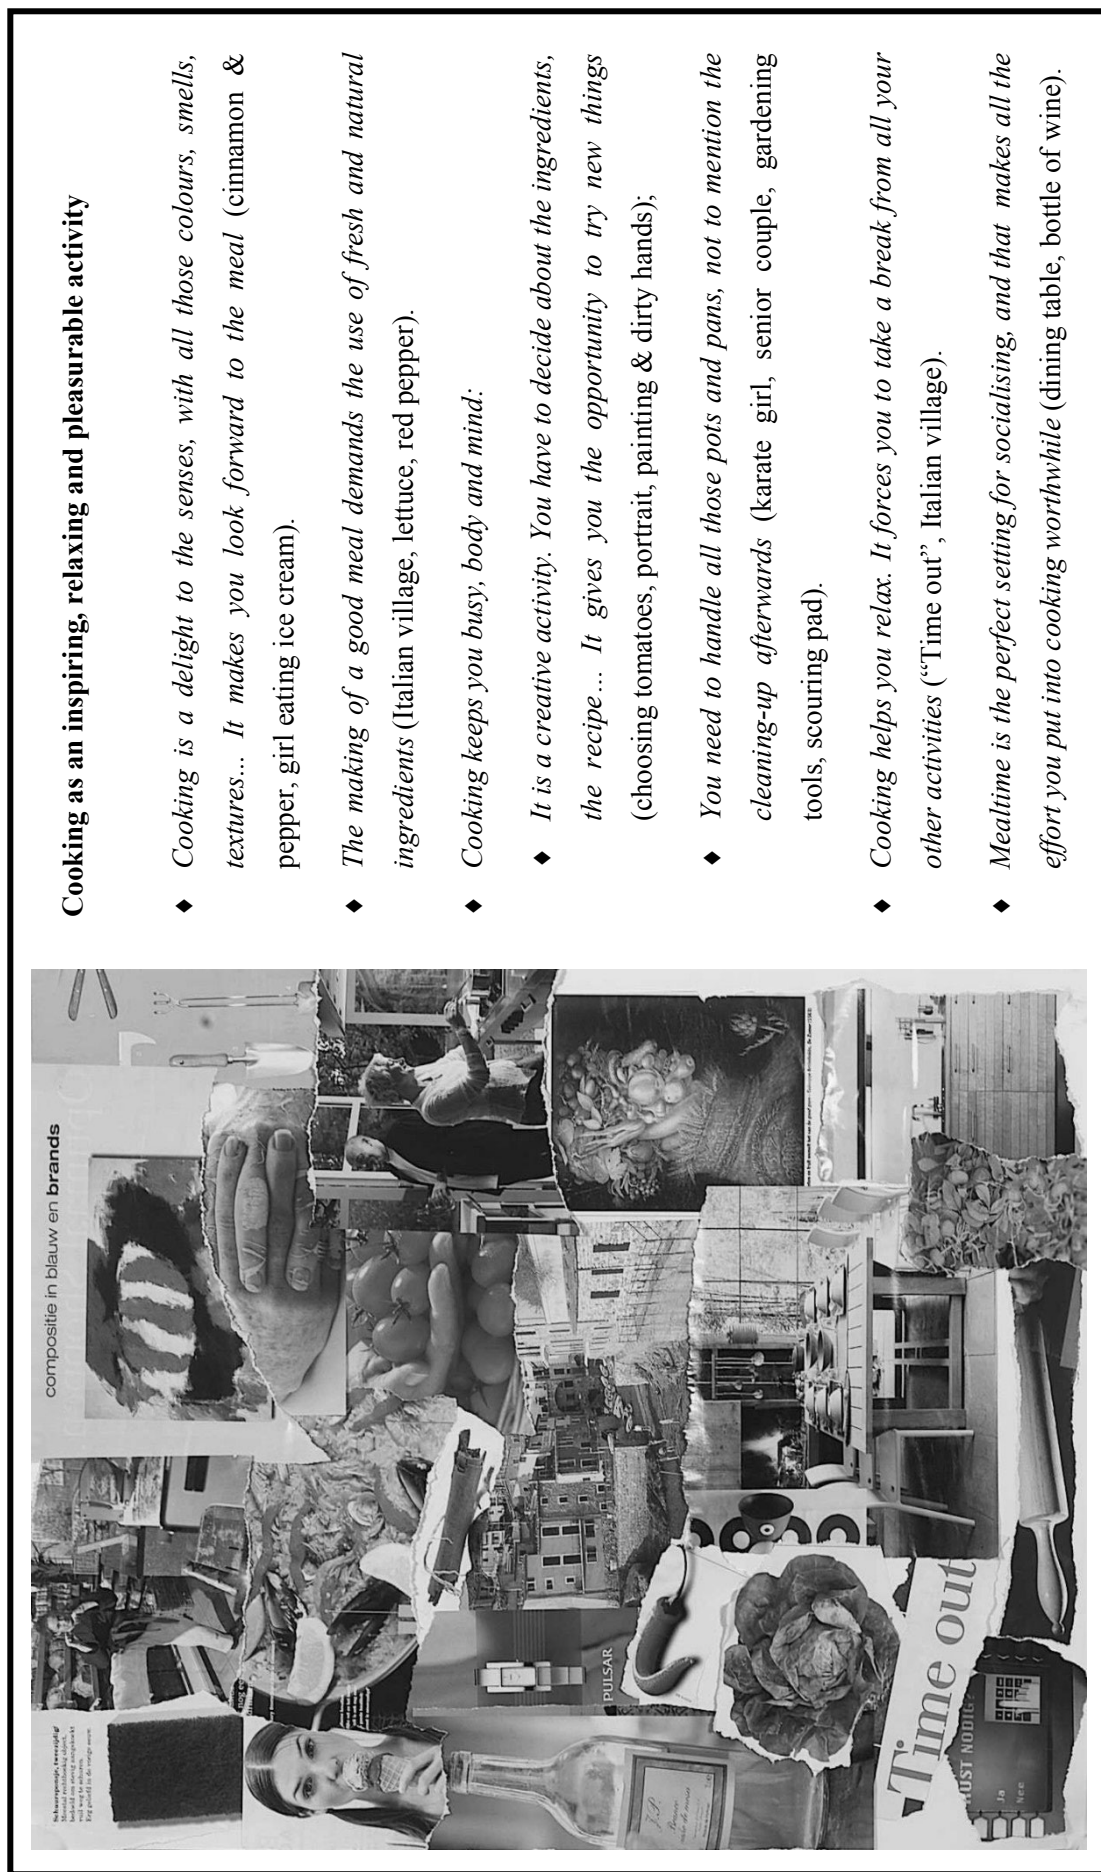 Cooking as an inspiring, relaxing and pleasurable activity
♦ Cooking is a delight to the senses, with all those colours, smells,
textures... It makes you look forward to the meal (cinnamon &
pepper, girl eating ice cream).
♦ The making of a good meal demands the use of fresh and natural
ingredients (Italian village, lettuce, red pepper).
♦ Cooking keeps you busy, body and mind:
♦ It is a creative activity. You have to decide about the ingredients,
the recipe… It gives you the opportunity to try new things
(choosing tomatoes, portrait, painting & dirty hands);
♦ You need to handle all those pots and pans, not to mention the
cleaning-up afterwards (karate girl, senior couple, gardening
tools, scouring pad).
♦ Cooking helps you relax. It forces you to take a break from all your
other activities (“Time out”, Italian village).
♦ Mealtime is the perfect setting for socialising, and that makes all the
effort you put into cooking worthwhile (dining table, bottle of wine).
compositie in blauw en brands
Schuursponsje, tweezijdig!
PULSAR
J.P.
Time out
RUST NODIG?
Ja
Nee